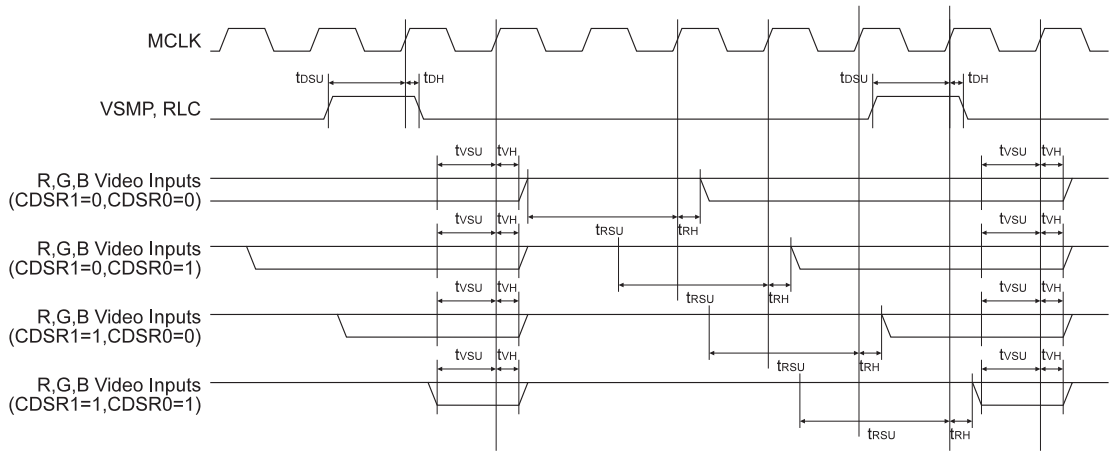 MCLK
tDSU tDH tDSU tDH
VSMP, RLC
tVSU tVH tVSU tVH
R,G,B Video Inputs
(CDSR1=0,CDSR0=0)
tRSU tRH
tVSU tVH tVSU tVH
R,G,B Video Inputs
(CDSR1=0,CDSR0=1)
tRSU tRH
tVSU tVH tVSU tVH
R,G,B Video Inputs
(CDSR1=1,CDSR0=0)
tRSU tRH
tVSU tVH tVSU tVH
R,G,B Video Inputs
(CDSR1=1,CDSR0=1)
tRSU tRH